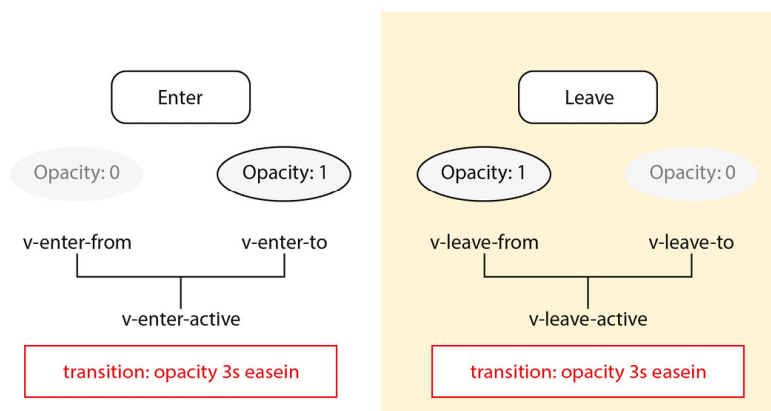 Enter
Opacity: 0
Opacity: 1
v-enter-from
v-enter-to
v-enter-active
transition: opacity 3s easein
Leave
Opacity: 1
Opacity: 0
v-leave-from
v-leave-to
v-leave-active
transition: opacity 3s easein